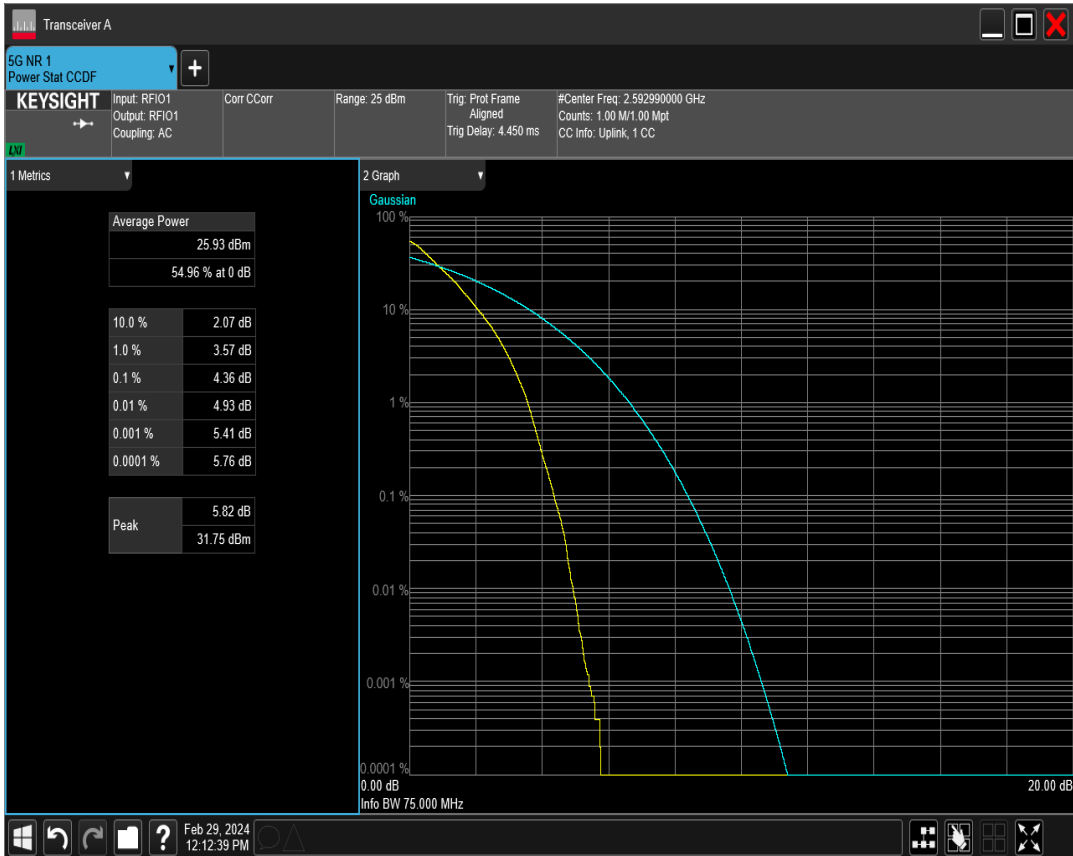 Transceiver A
5G NR 1
Power Stat CCDF
+
KEYSIGHT
LXI
Input: RFIO1
Output: RFIO1
Coupling: AC
Corr CCorr
Range: 25 dBm
Trig: Prot Frame
Aligned
Trig Delay: 4.450 ms
#Center Freq: 2.592990000 GHz
Counts: 1.00 M/1.00 Mpt
CC Info: Uplink, 1 CC
1 Metrics
Average Power
25.93 dBm
54.96 % at 0 dB
10.0 % 2.07 dB
1.0 % 3.57 dB
0.1 % 4.36 dB
0.01 % 4.93 dB
0.001 % 5.41 dB
0.0001 % 5.76 dB
Peak
5.82 dB
31.75 dBm
2 Graph
Gaussian
100 %
10 %
1 %
0.1 %
0.01 %
0.001 %
0.0001 %
0.00 dB 20.00 dB
Info BW 75.000 MHz
?
Feb 29, 2024
12:12:39 PM